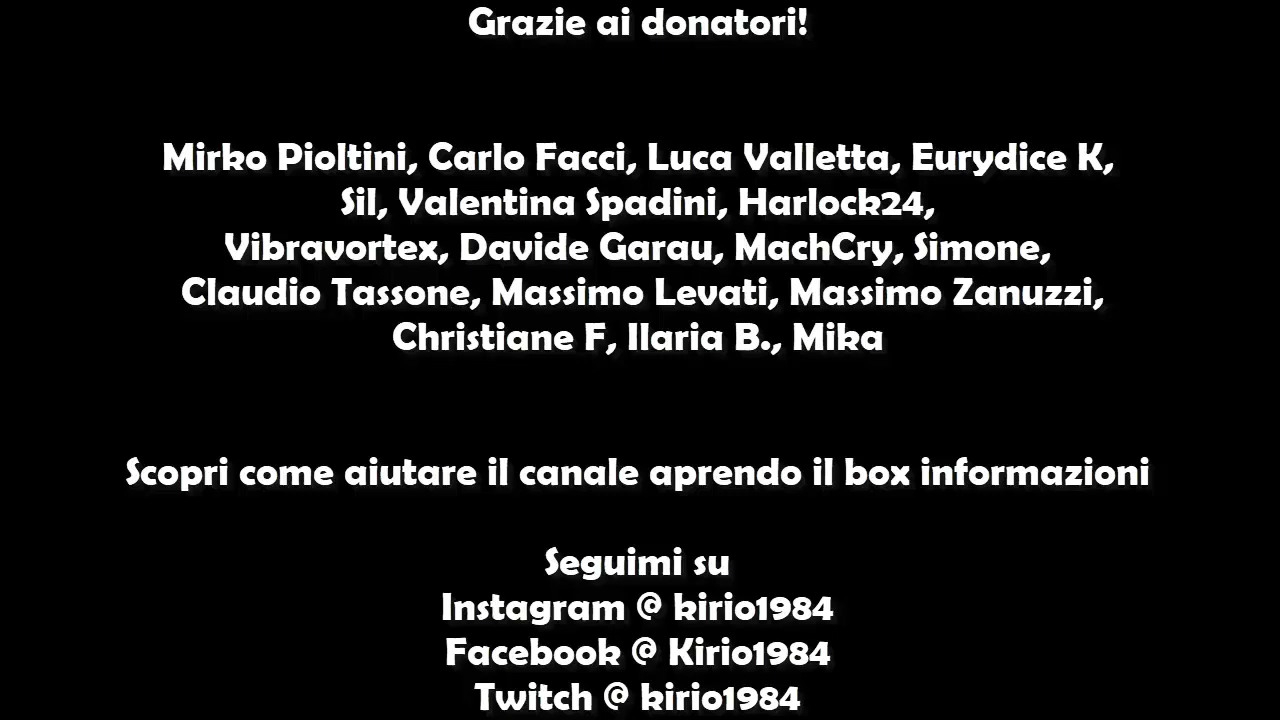 Grazie ai donatori!
Mirko Pioltini, Carlo Facci, Luca Valletta, Eurydice K,
Sil, Valentina Spadini, Harlock24,
Vibravortex, Davide Garau, MachCry, Simone,
Claudio Tassone, Massimo Levati, Massimo Zanuzzi,
Christiane F, Ilaria B., Mika
Scopri come aiutare il canale aprendo il box informazioni
Seguimi su
Instagram @ kirio1984
Facebook @ Kirio1984
Twitch @ kirio1984